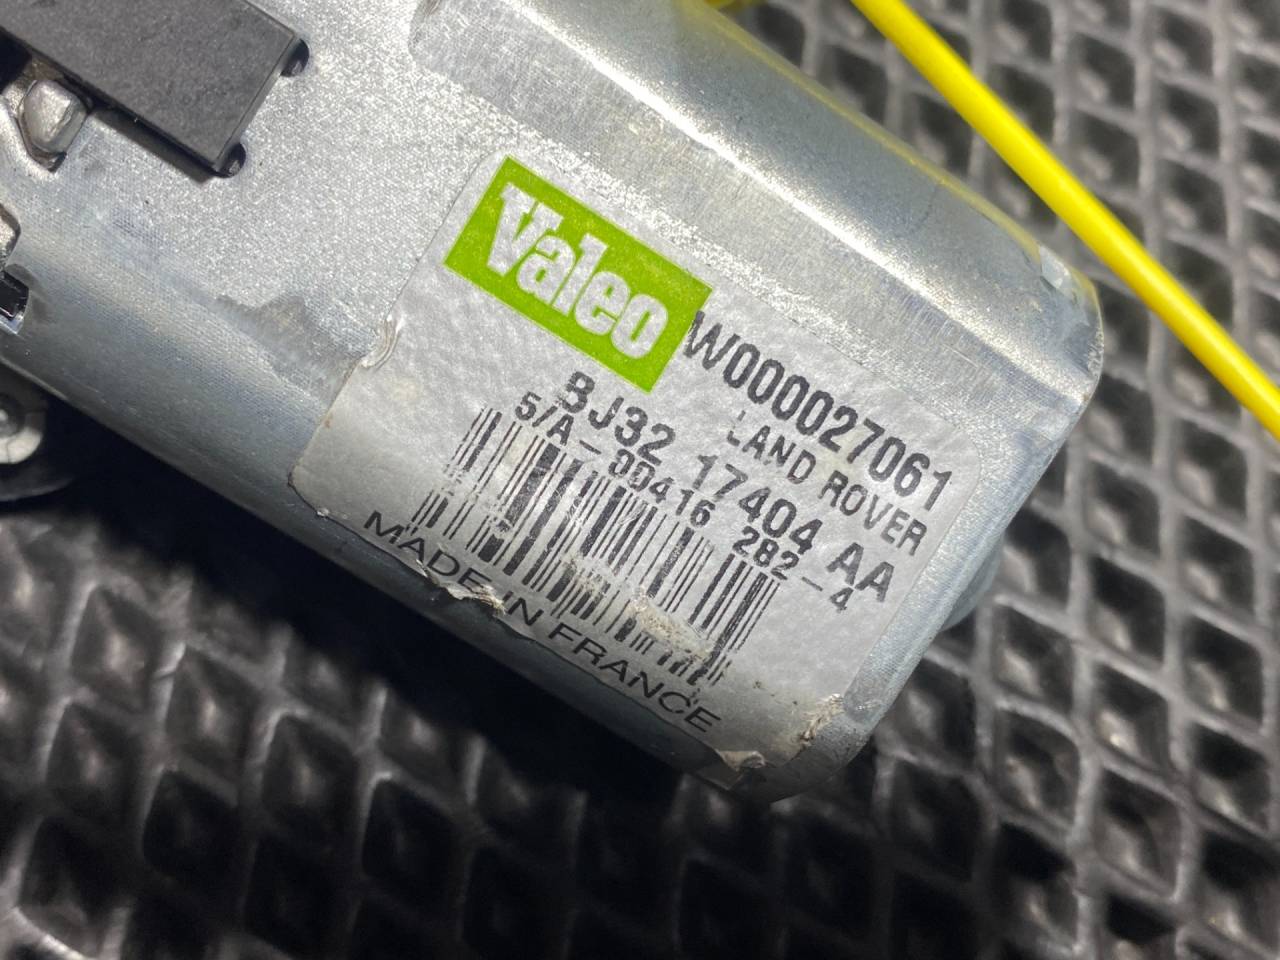 Valeo
W000027061
LAND ROVER
BJ32 17404 AA
5/A-00416 282-4
MADE IN FRANCE